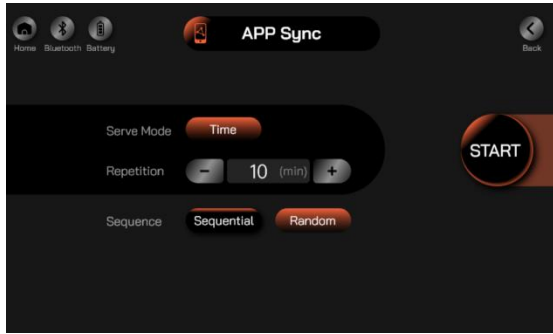 APP Sync
Home Bluetooth Battery
Back
Serve Mode Time
START
Repetition − 10 (min) +
Sequence Sequential Random